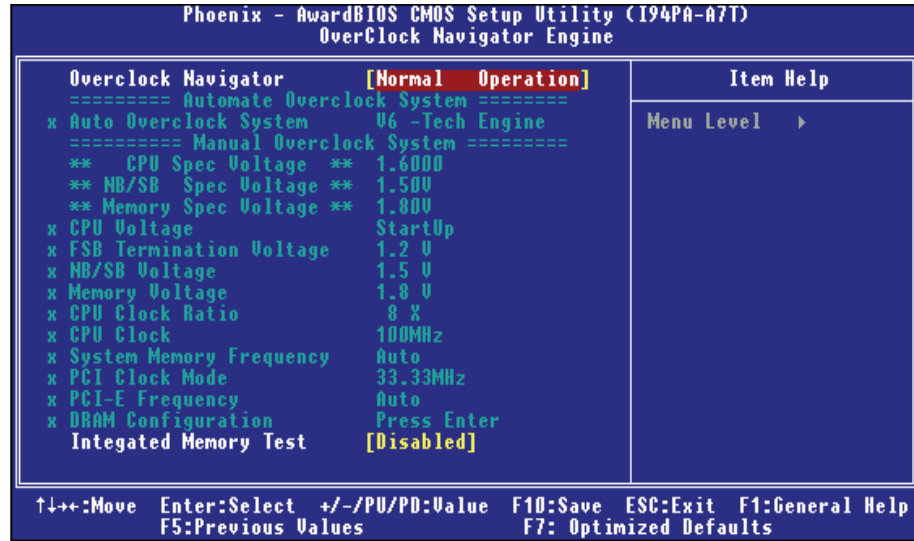 Phoenix - AwardBIOS CMOS Setup Utility (I94PA-A7T)
OverClock Navigator Engine
Overclock Navigator [Normal Operation]
========= Automate Overclock System ========
x Auto Overclock System V6 -Tech Engine
========== Manual Overclock System =========
** CPU Spec Voltage ** 1.6000
** NB/SB Spec Voltage ** 1.50V
** Memory Spec Voltage ** 1.80V
x CPU Voltage StartUp
x FSB Termination Voltage 1.2 V
x NB/SB Voltage 1.5 V
x Memory Voltage 1.8 V
x CPU Clock Ratio 8 X
x CPU Clock 100MHz
x System Memory Frequency Auto
x PCI Clock Mode 33.33MHz
x PCI-E Frequency Auto
x DRAM Configuration Press Enter
Integated Memory Test [Disabled]
Item Help
Menu Level ▸
↑↓→←:Move Enter:Select +/-/PU/PD:Value F10:Save ESC:Exit F1:General Help
F5:Previous Values F7: Optimized Defaults